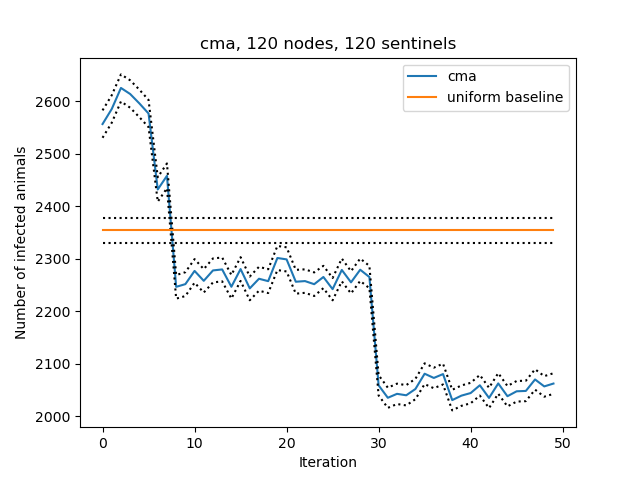 cma, 120 nodes, 120 sentinels
cma
uniform baseline
Number of infected animals
2600
2500
2400
2300
2200
2100
2000
0 10 20 30 40 50
Iteration